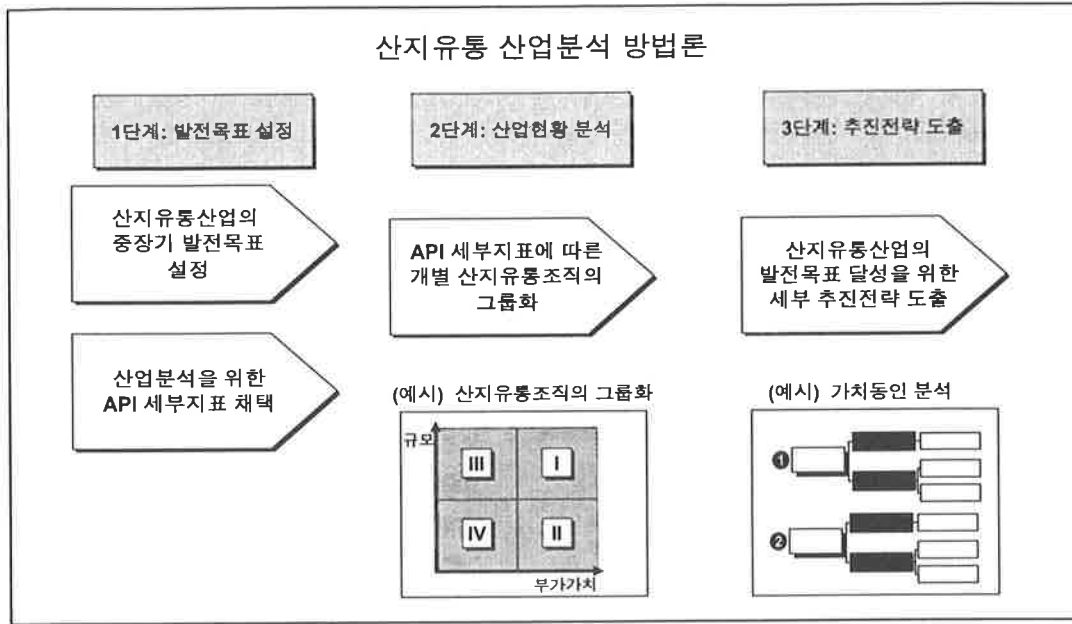 산지유통 산업분석 방법론
1단계: 발전목표 설정
2단계: 산업현황 분석
3단계: 추진전략 도출
산지유통산업의
중장기 발전목표
설정
API 세부지표에 따른
개별 산지유통조직의
그룹화
산지유통산업의
발전목표 달성을 위한
세부 추진전략 도출
산업분석을 위한
API 세부지표 채택
(예시) 산지유통조직의 그룹화
규모
III
I
IV
II
부가가치
(예시) 가치동인 분석
❶
❷